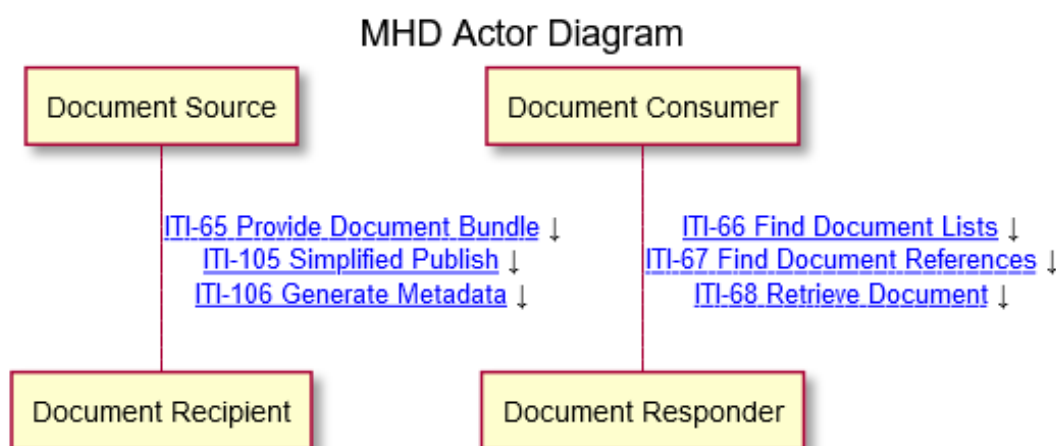 MHD Actor Diagram
Document Source
Document Consumer
ITI-65 Provide Document Bundle ↓
ITI-105 Simplified Publish ↓
ITI-106 Generate Metadata ↓
ITI-66 Find Document Lists ↓
ITI-67 Find Document References ↓
ITI-68 Retrieve Document ↓
Document Recipient
Document Responder